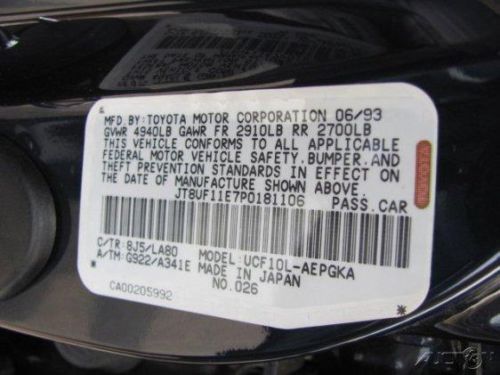 MFD.BY:TOYOTA MOTOR CORPORATION 06/93
GVWR 4940LB GAWR FR 2910LB RR 2700LB
THIS VEHICLE CONFORMS TO ALL APPLICABLE
FEDERAL MOTOR VEHICLE SAFETY,BUMPER,AND
THEFT PREVENTION STANDARDS IN EFFECT ON
THE DATE OF MANUFACTURE SHOWN ABOVE.
JT8UF11E7P0181106 PASS.CAR
C/TR:8J5/LA80 MODEL:UCF10L-AEPGKA
A/TM:G922/A341E MADE IN JAPAN
NO.026
CA00205992
TOYOTA